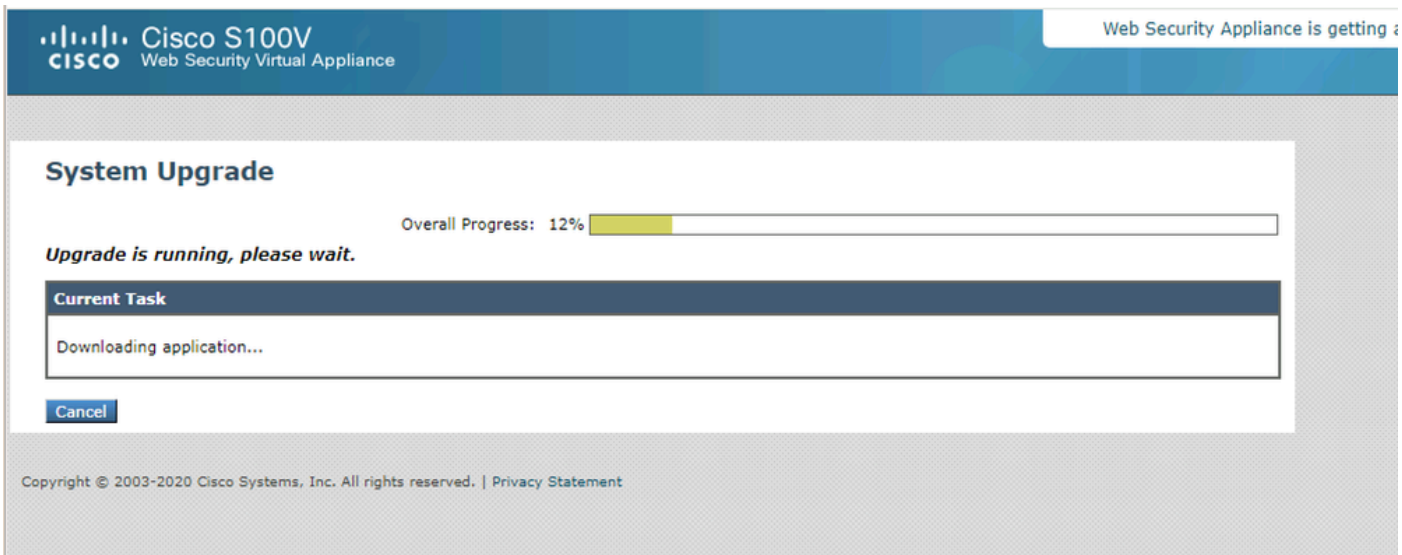 Cisco S100V
CISCO Web Security Virtual Appliance
Web Security Appliance is getting
System Upgrade
Overall Progress: 12%
Upgrade is running, please wait.
Current Task
Downloading application...
Cancel
Copyright © 2003-2020 Cisco Systems, Inc. All rights reserved. | Privacy Statement